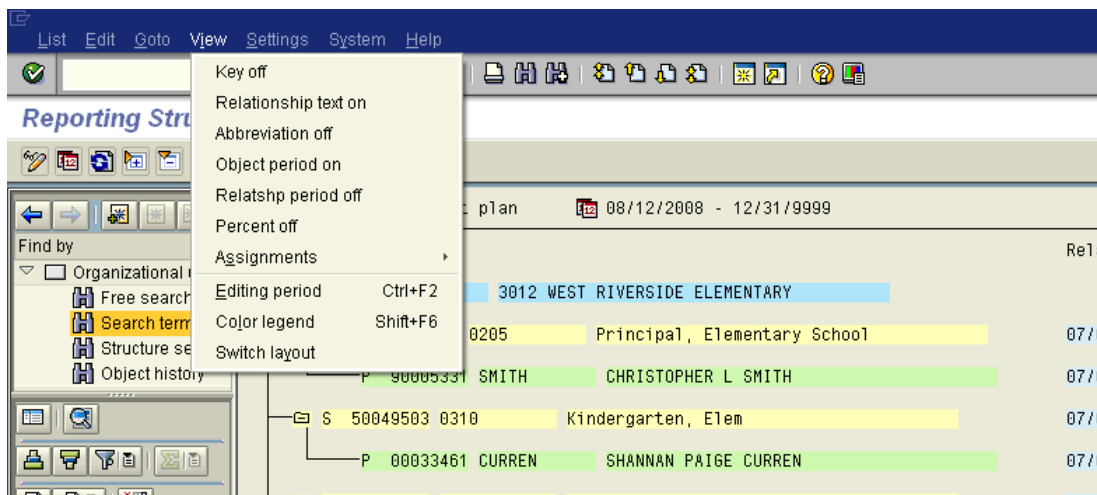 List Edit Goto View Settings System Help
Key off
Relationship text on
Reporting Stru
Abbreviation off
Object period on
Relatshp period off
plan 08/12/2008 - 12/31/9999
Percent off
Find by
Assignments
Rel
Organizational
Editing period Ctrl+F2
3012 WEST RIVERSIDE ELEMENTARY
Free search
Color legend Shift+F6
Search term
0205 Principal, Elementary School 07/
Switch layout
Structure se
Object history
P 90005331 SMITH CHRISTOPHER L SMITH 07/
S 50049503 0310 Kindergarten, Elem 07/
P 00033461 CURREN SHANNAN PAIGE CURREN 07/